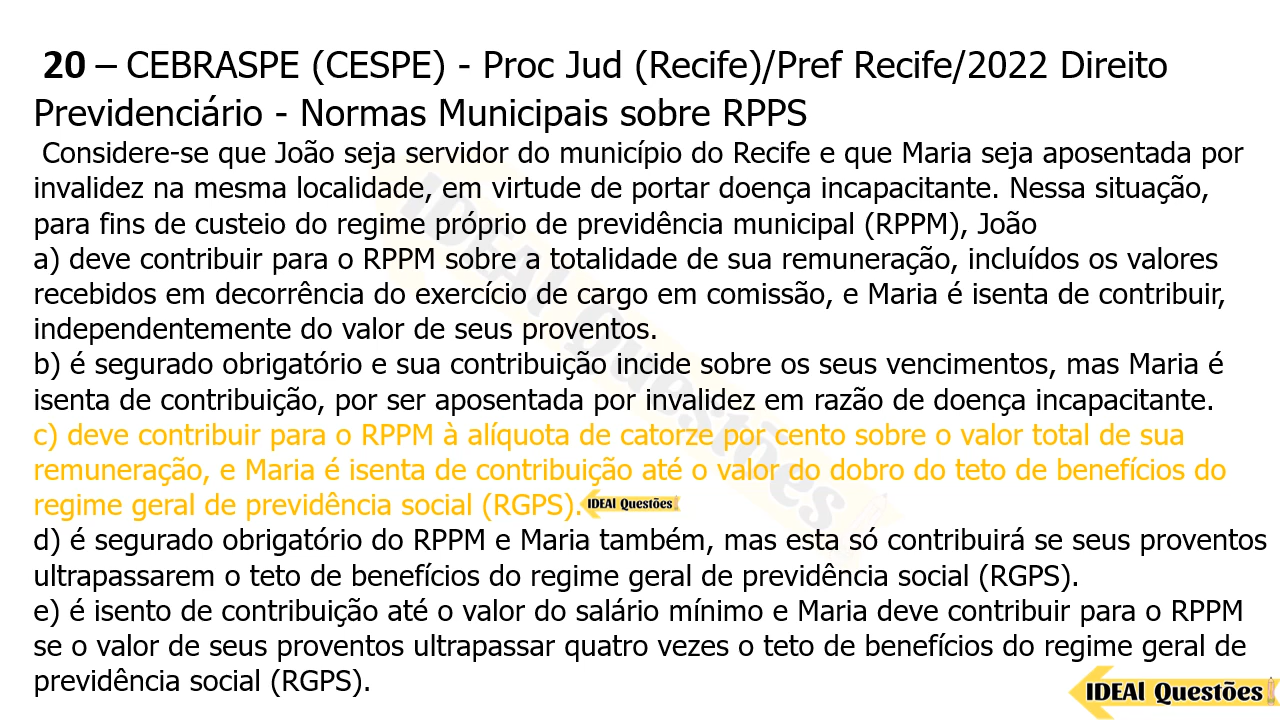 20 – CEBRASPE (CESPE) - Proc Jud (Recife)/Pref Recife/2022 Direito
Previdenciário - Normas Municipais sobre RPPS
Considere-se que João seja servidor do município do Recife e que Maria seja aposentada por
invalidez na mesma localidade, em virtude de portar doença incapacitante. Nessa situação,
para fins de custeio do regime próprio de previdência municipal (RPPM), João
a) deve contribuir para o RPPM sobre a totalidade de sua remuneração, incluídos os valores
recebidos em decorrência do exercício de cargo em comissão, e Maria é isenta de contribuir,
independentemente do valor de seus proventos.
b) é segurado obrigatório e sua contribuição incide sobre os seus vencimentos, mas Maria é
isenta de contribuição, por ser aposentada por invalidez em razão de doença incapacitante.
c) deve contribuir para o RPPM à alíquota de catorze por cento sobre o valor total de sua
remuneração, e Maria é isenta de contribuição até o valor do dobro do teto de benefícios do
regime geral de previdência social (RGPS). IDEAl Questões
d) é segurado obrigatório do RPPM e Maria também, mas esta só contribuirá se seus proventos
ultrapassarem o teto de benefícios do regime geral de previdência social (RGPS).
e) é isento de contribuição até o valor do salário mínimo e Maria deve contribuir para o RPPM
se o valor de seus proventos ultrapassar quatro vezes o teto de benefícios do regime geral de
previdência social (RGPS).
IDEAl Questões
IDEAl Questões